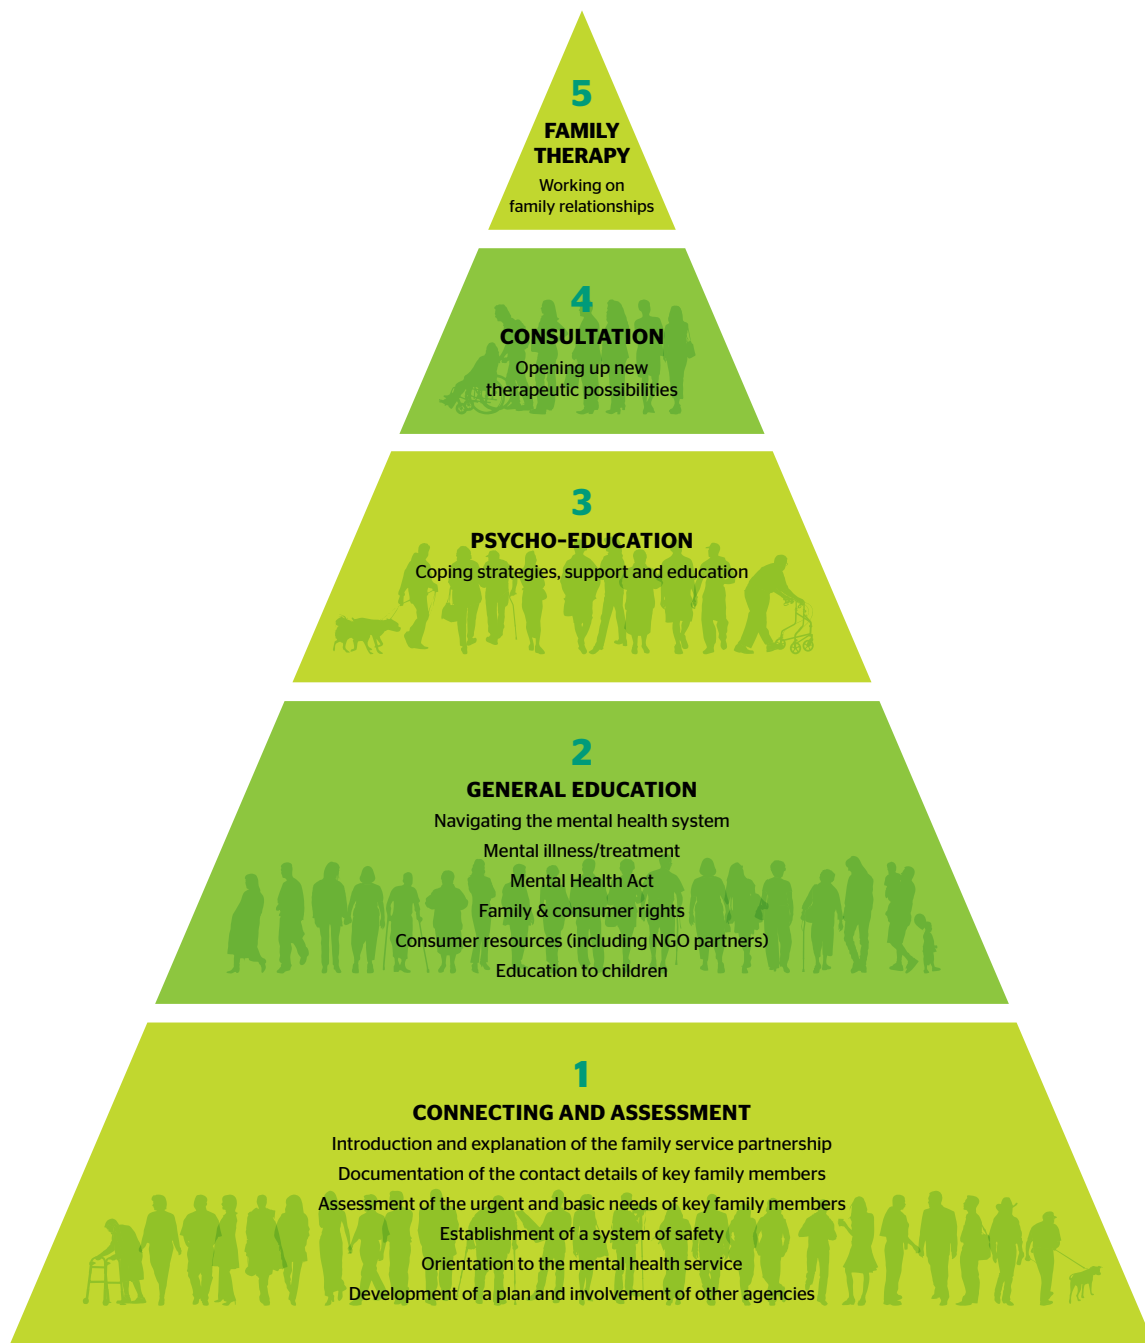 5
FAMILY
THERAPY
Working on
family relationships
4
CONSULTATION
Opening up new
therapeutic possibilities
3
PSYCHO-EDUCATION
Coping strategies, support and education
2
GENERAL EDUCATION
Navigating the mental health system
Mental illness/treatment
Mental Health Act
Family & consumer rights
Consumer resources (including NGO partners)
Education to children
1
CONNECTING AND ASSESSMENT
Introduction and explanation of the family service partnership
Documentation of the contact details of key family members
Assessment of the urgent and basic needs of key family members
Establishment of a system of safety
Orientation to the mental health service
Development of a plan and involvement of other agencies